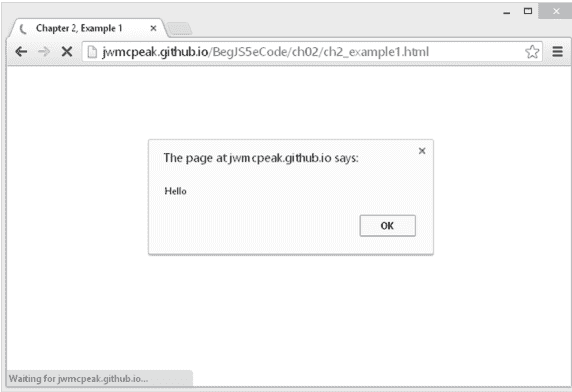 Chapter 2, Example 1
jwmcpeak.github.io/BegJS5eCode/ch02/ch2_example1.html
The page at jwmcpeak.github.io says:
Hello
OK
Waiting for jwmcpeak.github.io...